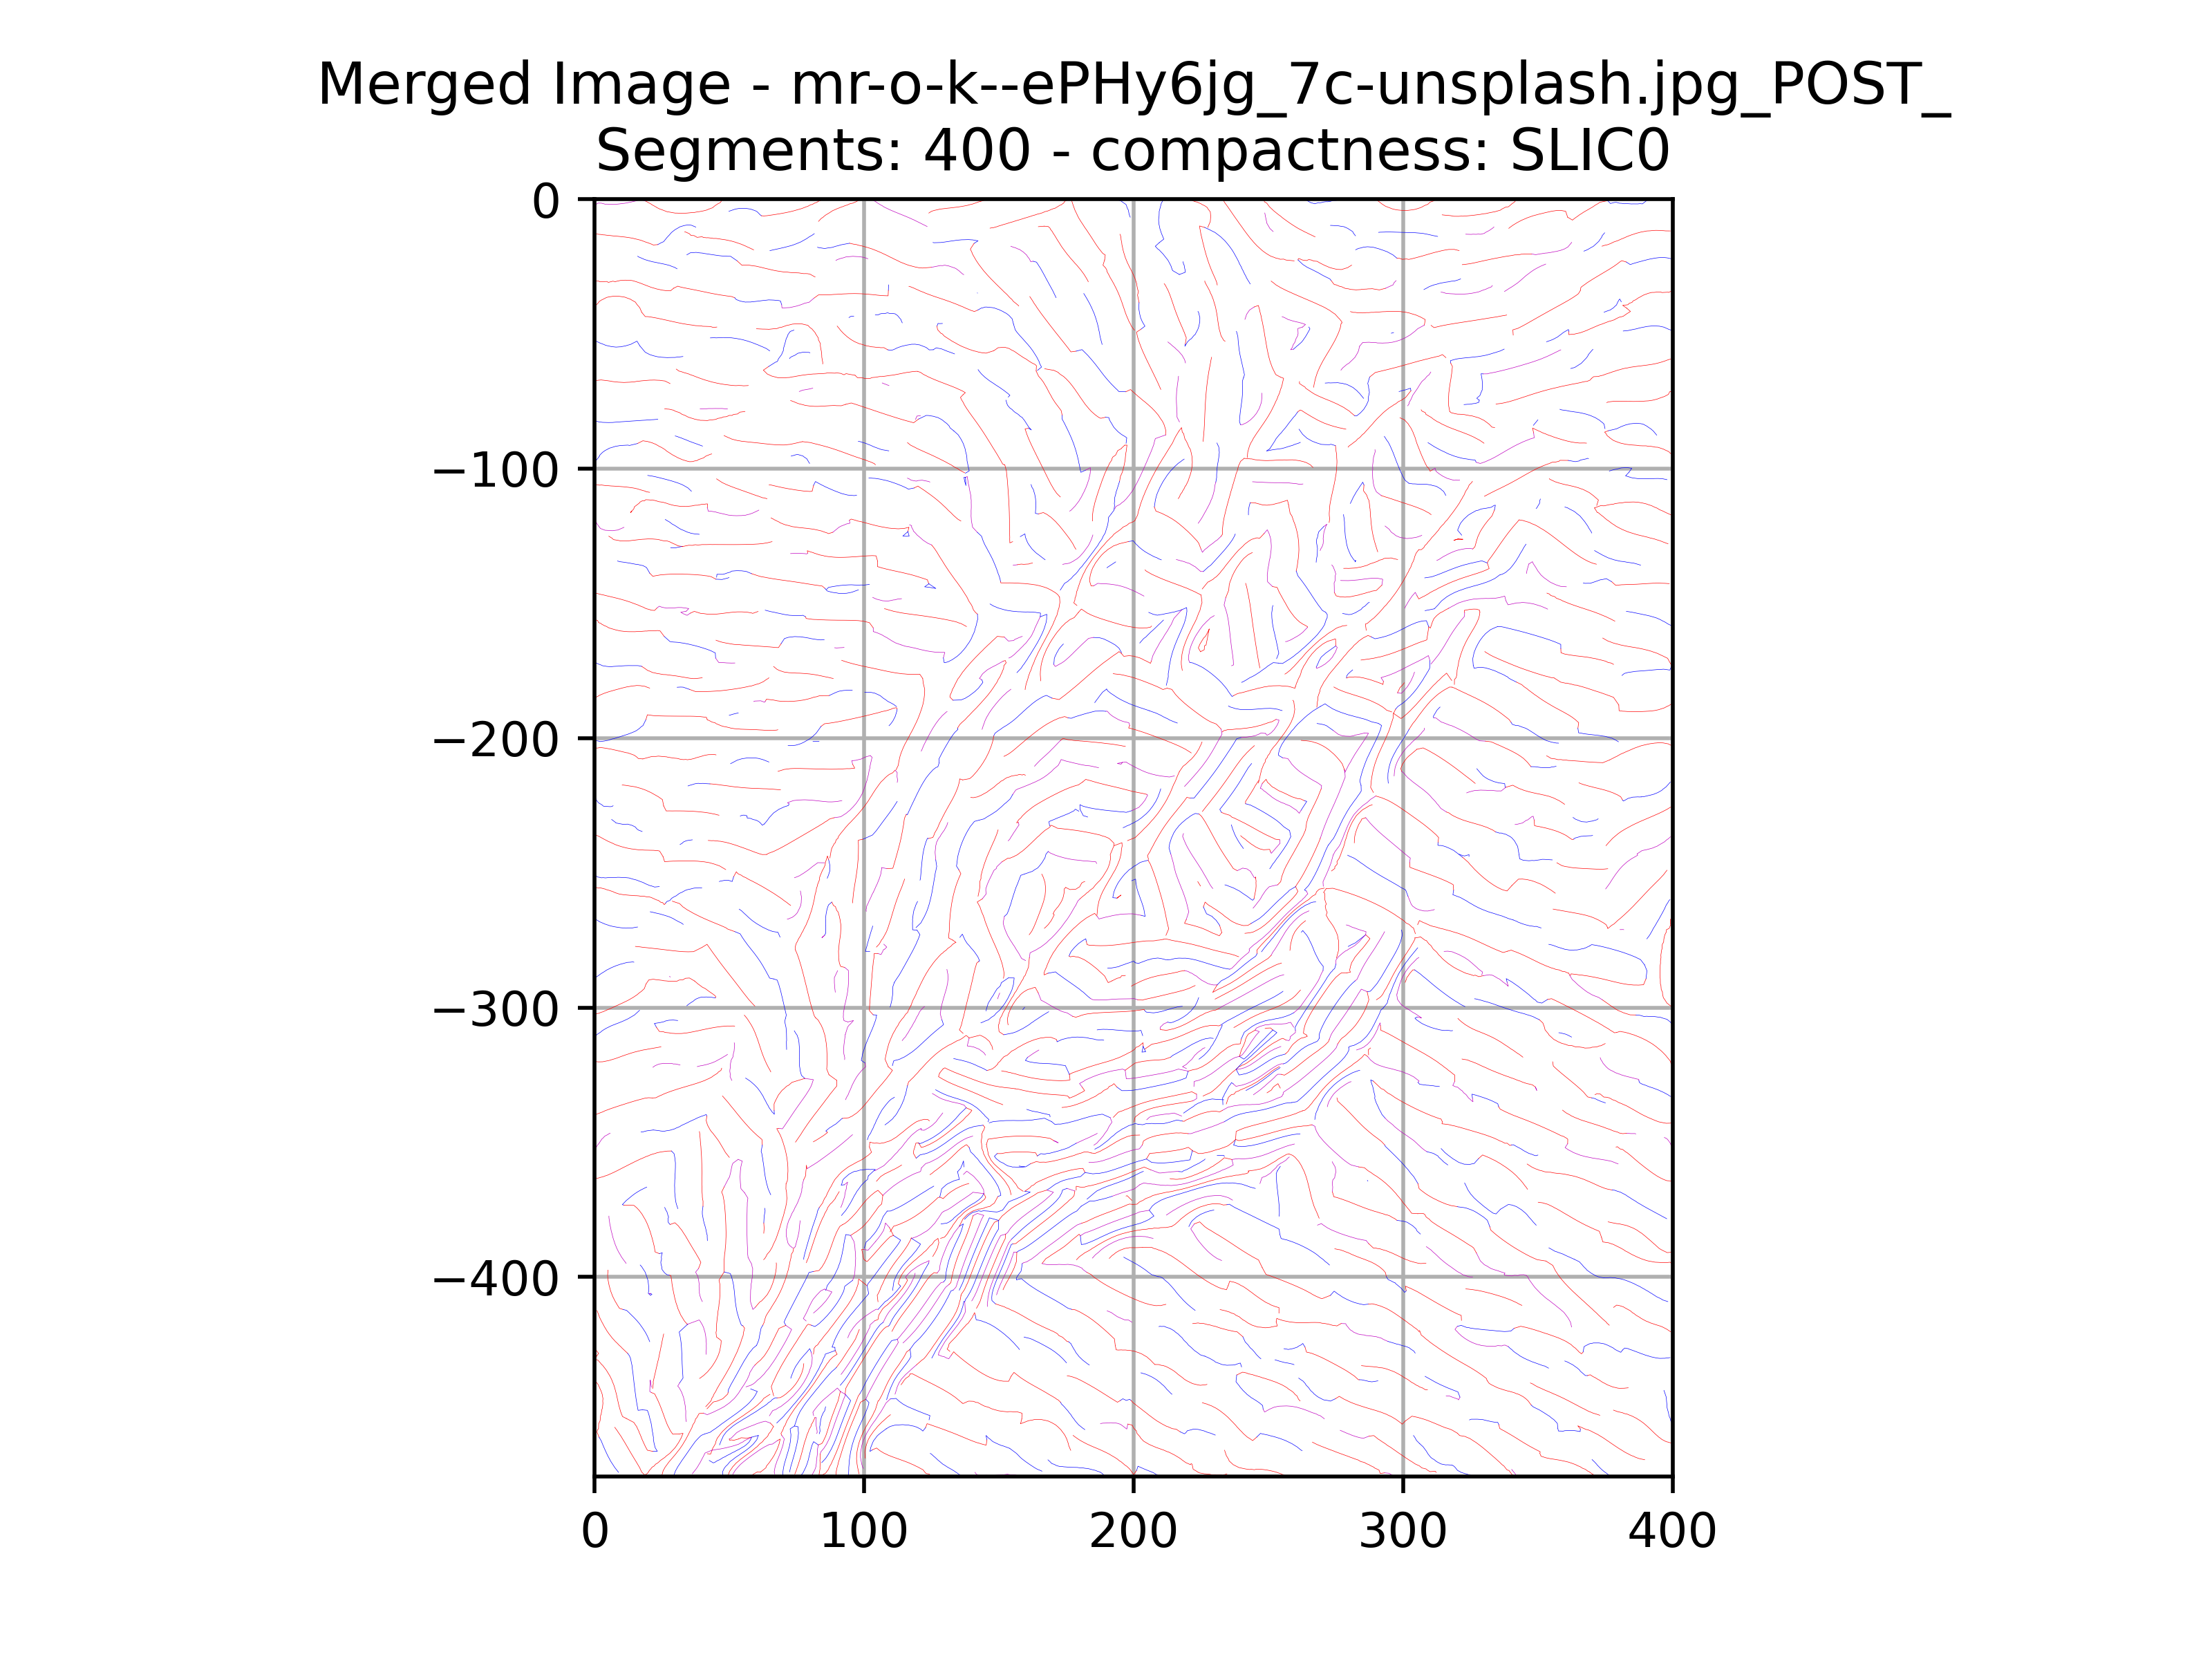 Merged Image - mr-o-k--ePHy6jg_7c-unsplash.jpg_POST_
Segments: 400 - compactness: SLIC0
0
−100
−200
−300
−400
0 100 200 300 400